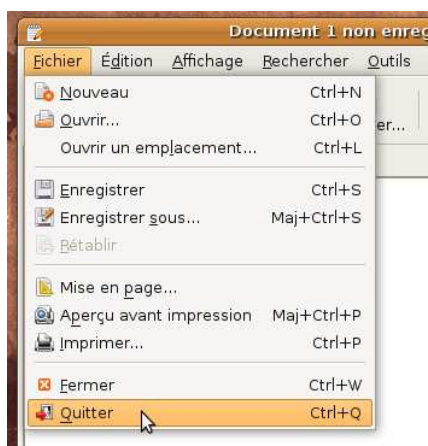 Document 1 non enreg
Fichier Édition Affichage Rechercher Outils
Nouveau Ctrl+N
Ouvrir... Ctrl+O
er...
Ouvrir un emplacement... Ctrl+L
Enregistrer Ctrl+S
Enregistrer sous... Maj+Ctrl+S
Rétablir
Mise en page...
Aperçu avant impression Maj+Ctrl+P
Imprimer... Ctrl+P
Fermer Ctrl+W
Quitter Ctrl+Q